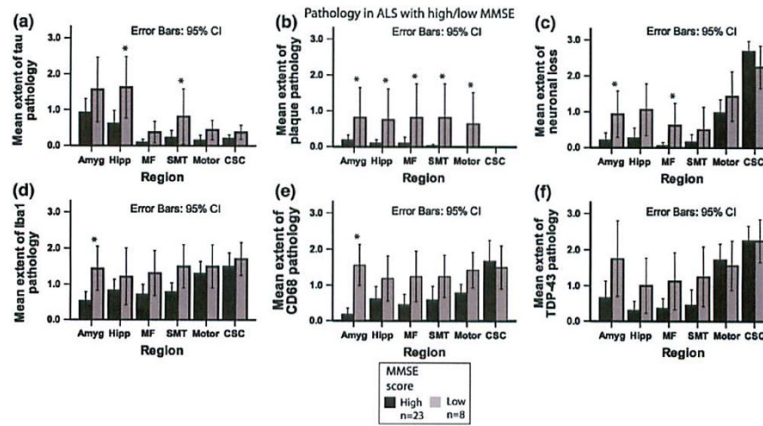 Pathology in ALS with high/low MMSE
(a)
Error Bars: 95% CI
Mean extent of tau
pathology
3.0
2.0
1.0
0.0
*
*
Amyg Hipp MF SMT Motor CSC
Region
(b)
Error Bars: 95% CI
Mean extent of
plaque pathology
3.0
2.0
1.0
0.0
*
*
*
*
*
Amyg Hipp MF SMT Motor CSC
Region
(c)
Error Bars: 95% CI
Mean extent of
neuronal loss
3.0
2.0
1.0
0.0
*
*
Amyg Hipp MF SMT Motor CSC
Region
(d)
Error Bars: 95% CI
Mean extent of Iba1
pathology
3.0
2.0
1.0
0.0
*
Amyg Hipp MF SMT Motor CSC
Region
(e)
Error Bars: 95% CI
Mean extent of
CD68 pathology
3.0
2.0
1.0
0.0
*
Amyg Hipp MF SMT Motor CSC
Region
(f)
Error Bars: 95% CI
Mean extent of
TDP-43 pathology
3.0
2.0
1.0
0.0
Amyg Hipp MF SMT Motor CSC
Region
MMSE
score
High Low
n=23 n=8